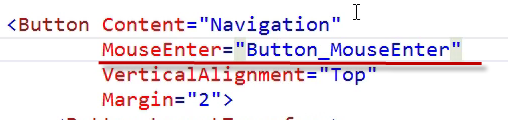 <Button Content="Navigation"
MouseEnter="Button_MouseEnter"
VerticalAlignment="Top"
Margin="2">